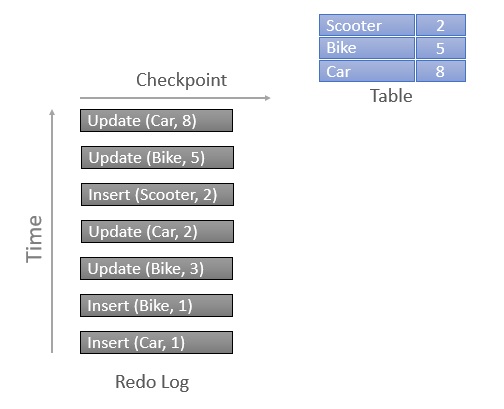 Scooter 2
Bike 5
Car 8
Table
Checkpoint
Update (Car, 8)
Update (Bike, 5)
Insert (Scooter, 2)
Update (Car, 2)
Update (Bike, 3)
Insert (Bike, 1)
Insert (Car, 1)
Time
Redo Log